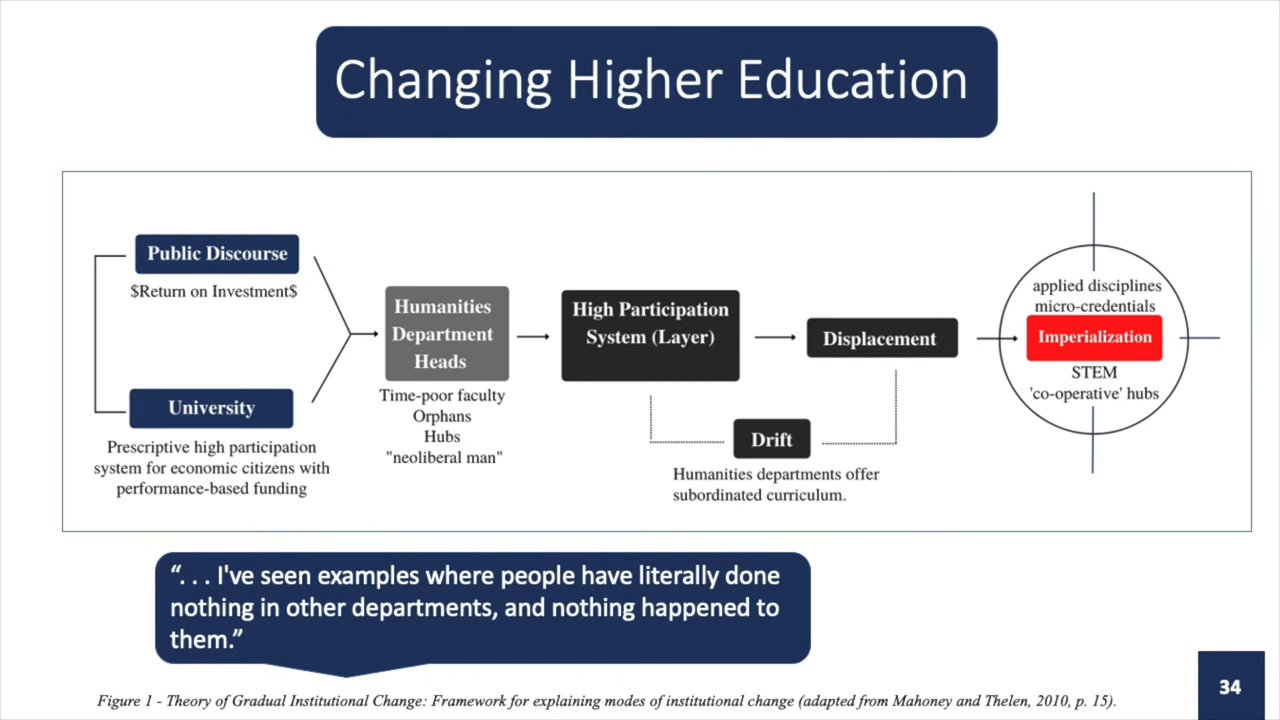 Changing Higher Education
Public Discourse
$Return on Investment$
University
Prescriptive high participation
system for economic citizens with
performance-based funding
Humanities
Department
Heads
Time-poor faculty
Orphans
Hubs
"neoliberal man"
High Participation
System (Layer)
Displacement
Drift
Humanities departments offer
subordinated curriculum.
applied disciplines
micro-credentials
Imperialization
STEM
'co-operative' hubs
“. . . I've seen examples where people have literally done
nothing in other departments, and nothing happened to
them.”
Figure 1 - Theory of Gradual Institutional Change: Framework for explaining modes of institutional change (adapted from Mahoney and Thelen, 2010, p. 15).
34